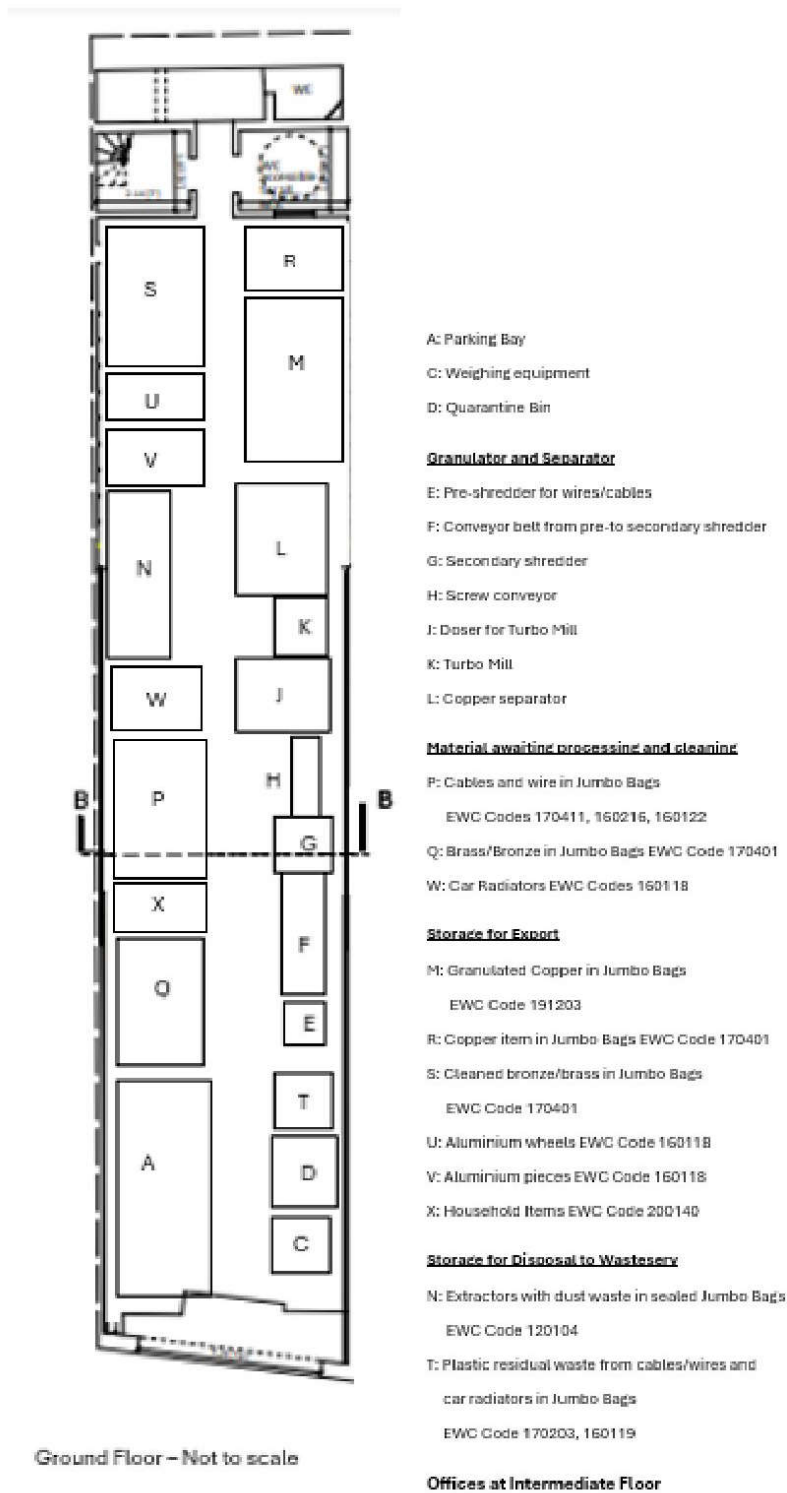 WC
WC
S
R
M
U
V
A: Parking Bay
C: Weighing equipment
D: Quarantine Bin
Granulator and Separator
E: Pre-shredder for wires/cables
F: Conveyor belt from pre-to secondary shredder
G: Secondary shredder
H: Screw conveyor
J: Doser for Turbo Mill
K: Turbo Mill
L: Copper separator
Material awaiting processing and cleaning
P: Cables and wire in Jumbo Bags
EWC Codes 170411, 160216, 160122
Q: Brass/Bronze in Jumbo Bags EWC Code 170401
W: Car Radiators EWC Codes 160118
Storage for Export
M: Granulated Copper in Jumbo Bags
EWC Code 191203
R: Copper item in Jumbo Bags EWC Code 170401
S: Cleaned bronze/brass in Jumbo Bags
EWC Code 170401
U: Aluminium wheels EWC Code 160118
V: Aluminium pieces EWC Code 160118
X: Household Items EWC Code 200140
Storage for Disposal to Wasteserv
N: Extractors with dust waste in sealed Jumbo Bags
EWC Code 120104
T: Plastic residual waste from cables/wires and
car radiators in Jumbo Bags
EWC Code 170203, 160119
Offices at Intermediate Floor
L
N
K
W
J
H
P
B
B
G
X
F
Q
E
T
A
D
C
Ground Floor – Not to scale